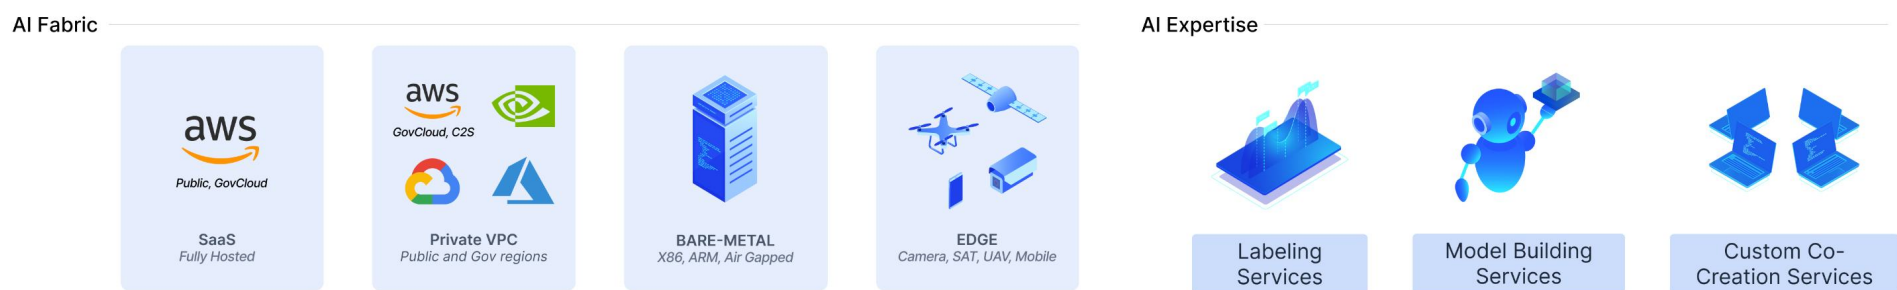 AI Fabric
aws
Public, GovCloud
SaaS
Fully Hosted
aws
GovCloud, C2S
Private VPC
Public and Gov regions
BARE-METAL
X86, ARM, Air Gapped
EDGE
Camera, SAT, UAV, Mobile
AI Expertise
Labeling
Services
Model Building
Services
Custom Co-
Creation Services